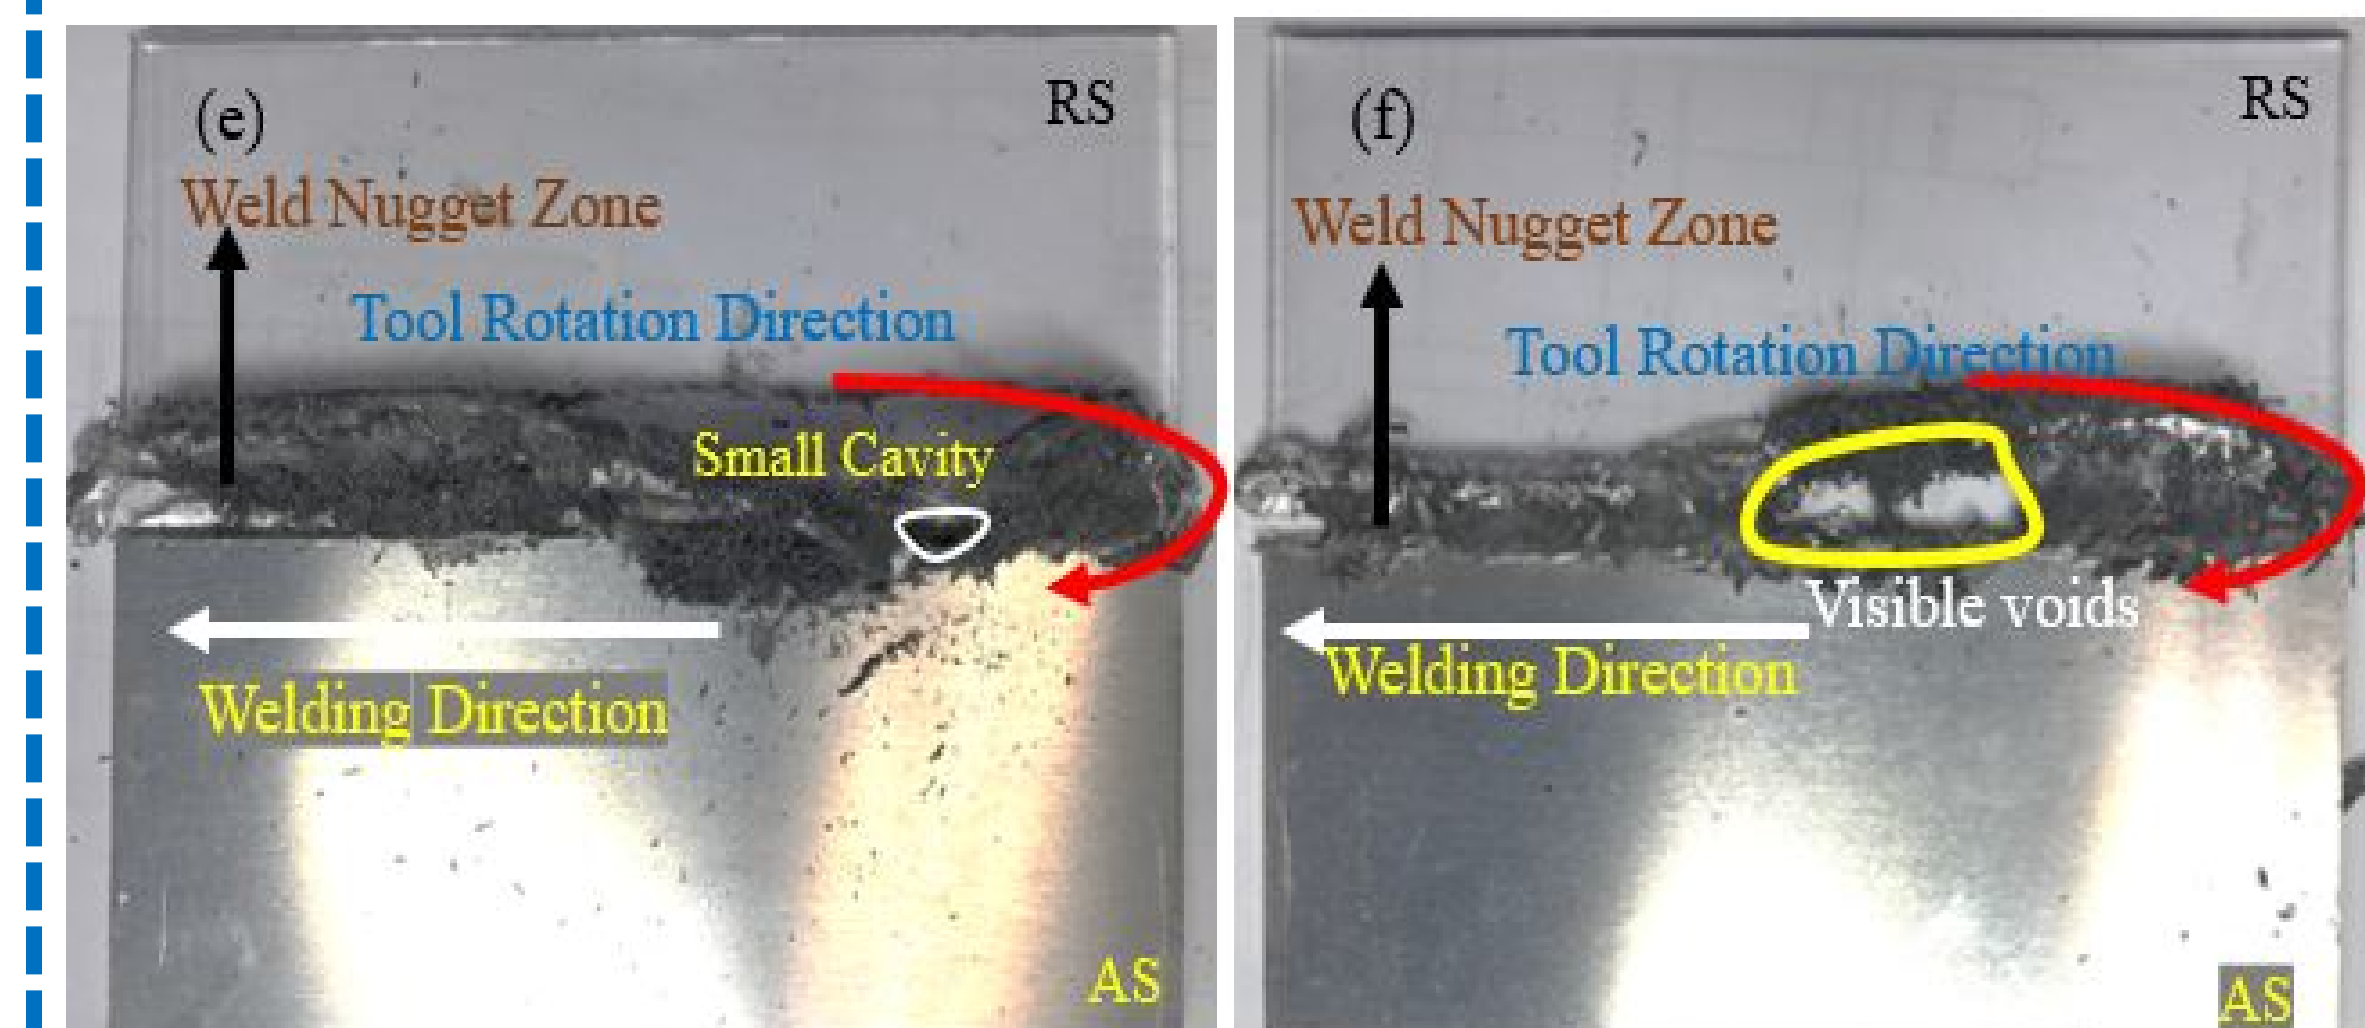 (e)
RS
Weld Nugget Zone
Tool Rotation Direction
Small Cavity
Welding Direction
AS
(f)
RS
Weld Nugget Zone
Tool Rotation Direction
Visible voids
Welding Direction
AS